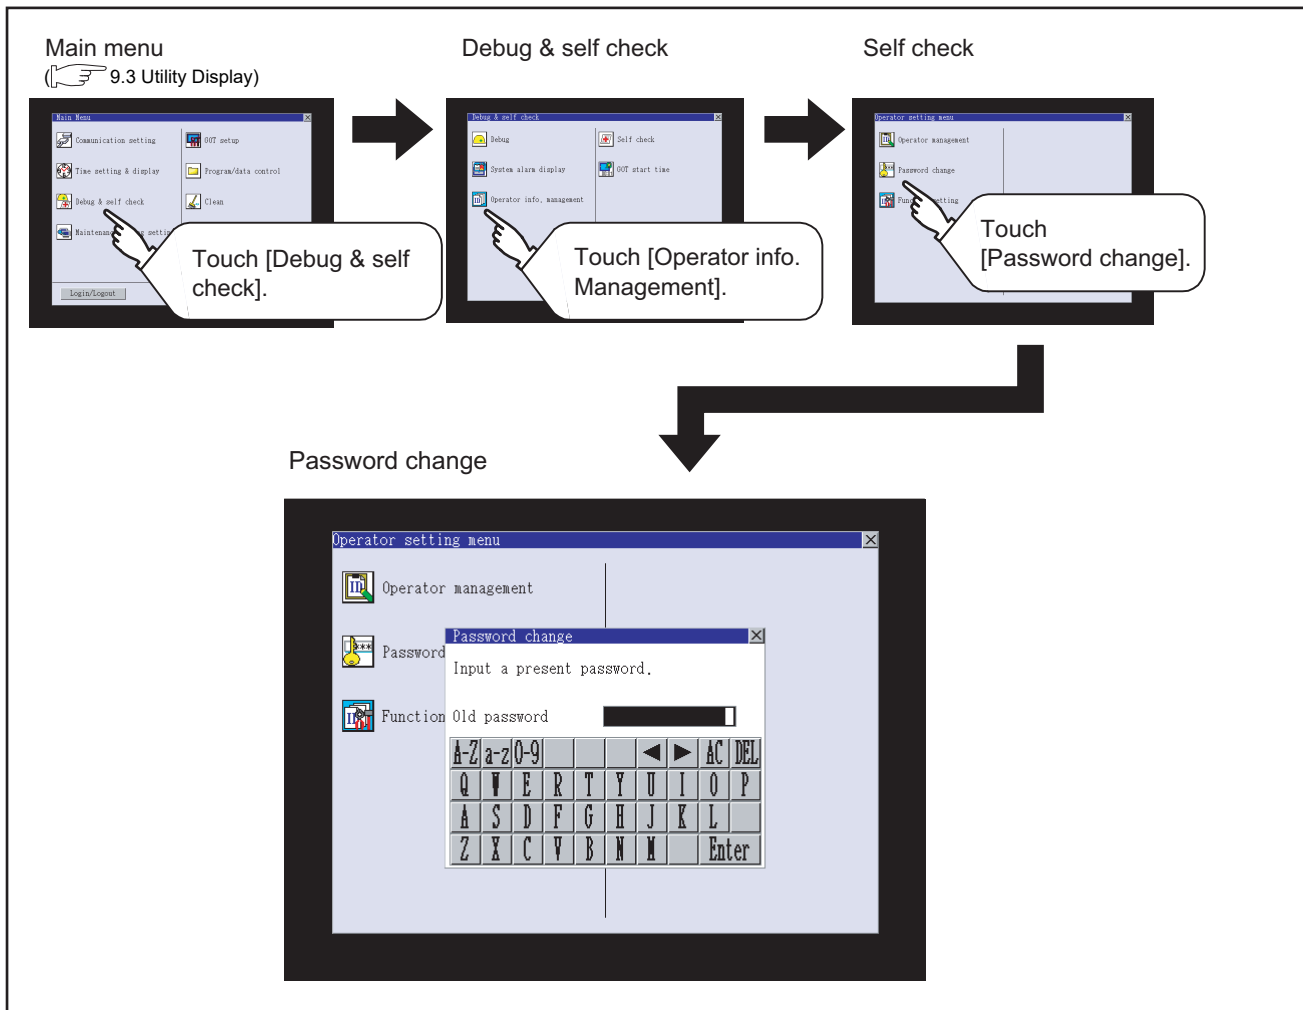 Main menu
( 9.3 Utility Display)
Debug & self check
Self check
Main Menu
Communication setting
GOT setup
Time setting & display
Program/data control
Debug & self check
Clean
Maintenance
Login/Logout
Touch [Debug & self
check].
Debug & self check
Debug
Self check
System alarm display
GOT start time
Operator info, management
Touch [Operator info.
Management].
Operator setting menu
Operator management
Password change
Touch
[Password change].
Password change
Operator setting menu
Operator management
Password
Function
Password change
Input a present password.
Old password
A-Z a-z 0-9 ◀ ▶ AC DEL
Q W E R T Y U I O P
A S D F G H J K L
Z X C V B N M Enter